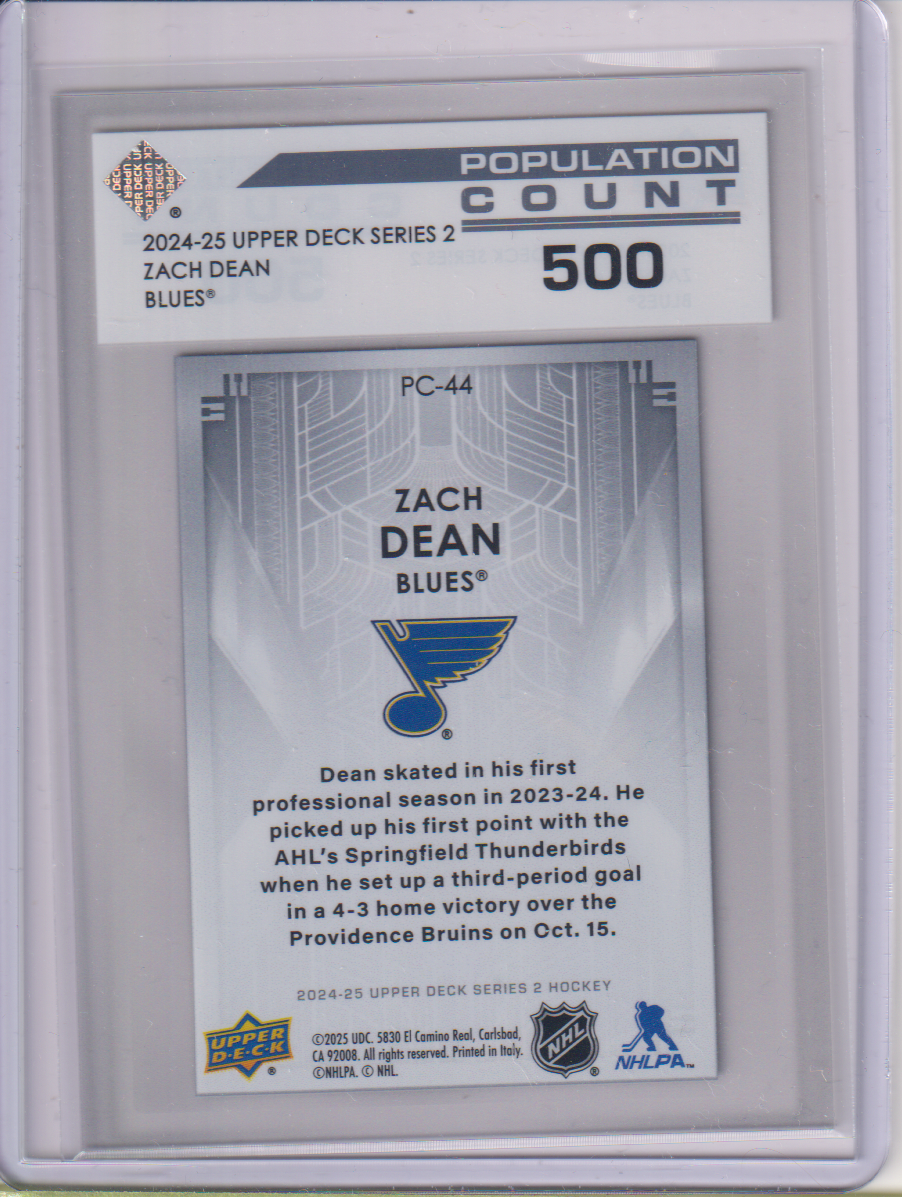 POPULATION
COUNT
500
®
2024-25 UPPER DECK SERIES 2
ZACH DEAN
BLUES®
PC-44
ZACH
DEAN
BLUES®
®
Dean skated in his first
professional season in 2023-24. He
picked up his first point with the
AHL's Springfield Thunderbirds
when he set up a third-period goal
in a 4-3 home victory over the
Providence Bruins on Oct. 15.
2024-25 UPPER DECK SERIES 2 HOCKEY
UPPER
D·E·C·K
®
©2025 UDC. 5830 El Camino Real, Carlsbad,
CA 92008. All rights reserved. Printed in Italy.
©NHLPA. © NHL.
NHL
®
NHLPA™